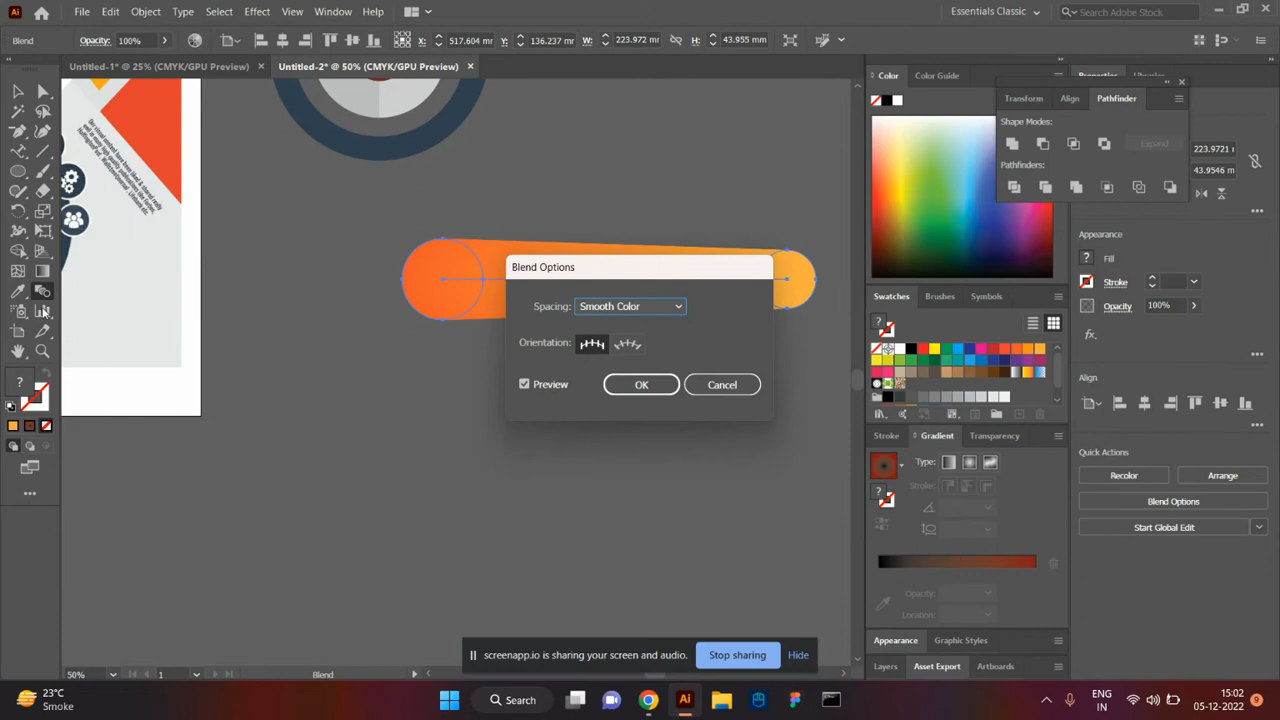 Ai File Edit Object Type Select Effect View Window Help Essentials Classic Search Adobe Stock
Blend Opacity: 100% X: 517.604 mm Y: 136.237 mm W: 223.972 mm H: 43.955 mm
Untitled-1* @ 25% (CMYK/GPU Preview) × Untitled-2* @ 50% (CMYK/GPU Preview) ×
Color Color Guide
Properties Libraries
Transform Align Pathfinder
Shape Modes:
Expand
Pathfinders:
223.9721 r
43.9546 m
Appearance
? Fill
Stroke
Opacity 100%
fx.
Align
Quick Actions
Recolor Arrange
Blend Options
Start Global Edit
Swatches Brushes Symbols
Stroke Gradient Transparency
Type:
Stroke:
Opacity:
Location:
Appearance Graphic Styles
Layers Asset Export Artboards
Blend Options
Spacing: Smooth Color
Orientation:
Preview OK Cancel
screenapp.io is sharing your screen and audio. Stop sharing Hide
50% 1 Blend
23°C
Smoke
Search
Ai
ENG
IN
15:02
05-12-2022
9